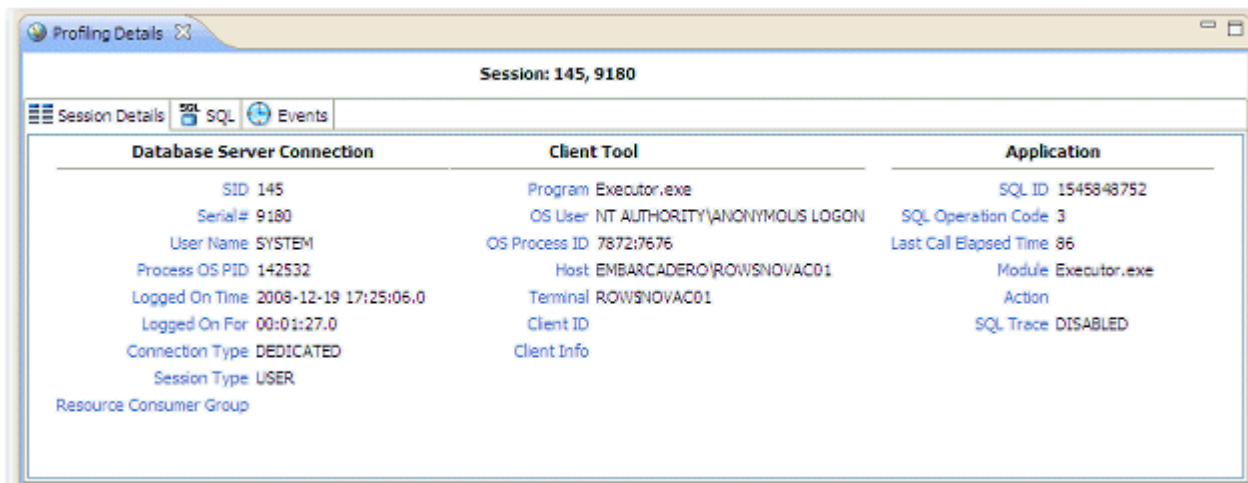 Profiling Details
Session: 145, 9180
Session Details SQL Events
Database Server Connection
SID 145
Serial# 9180
User Name SYSTEM
Process OS PID 142532
Logged On Time 2008-12-19 17:25:06.0
Logged On For 00:01:27.0
Connection Type DEDICATED
Session Type USER
Resource Consumer Group
Client Tool
Program Executor.exe
OS User NT AUTHORITY\ANONYMOUS LOGON
OS Process ID 7872:7676
Host EMBARCADERO\ROWSNOVAC01
Terminal ROWSNOVAC01
Client ID
Client Info
Application
SQL ID 1545848752
SQL Operation Code 3
Last Call Elapsed Time 86
Module Executor.exe
Action
SQL Trace DISABLED